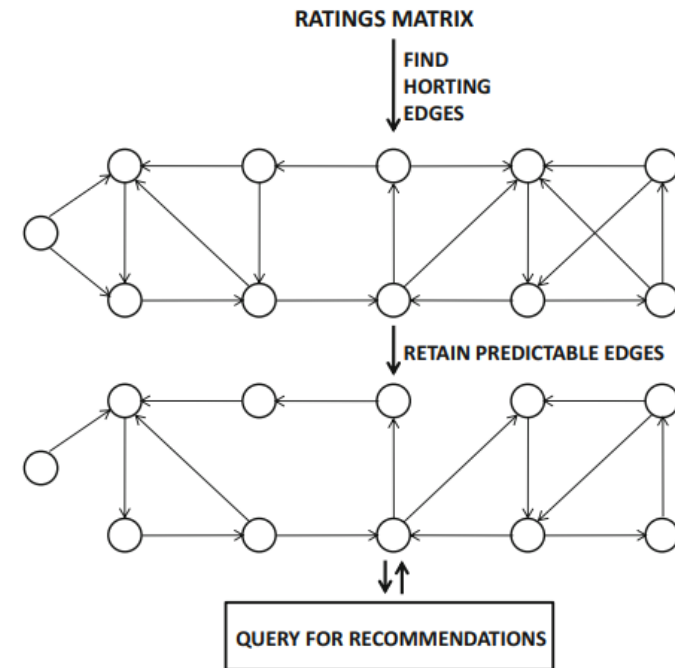 RATINGS MATRIX
FIND
HORTING
EDGES
RETAIN PREDICTABLE EDGES
QUERY FOR RECOMMENDATIONS